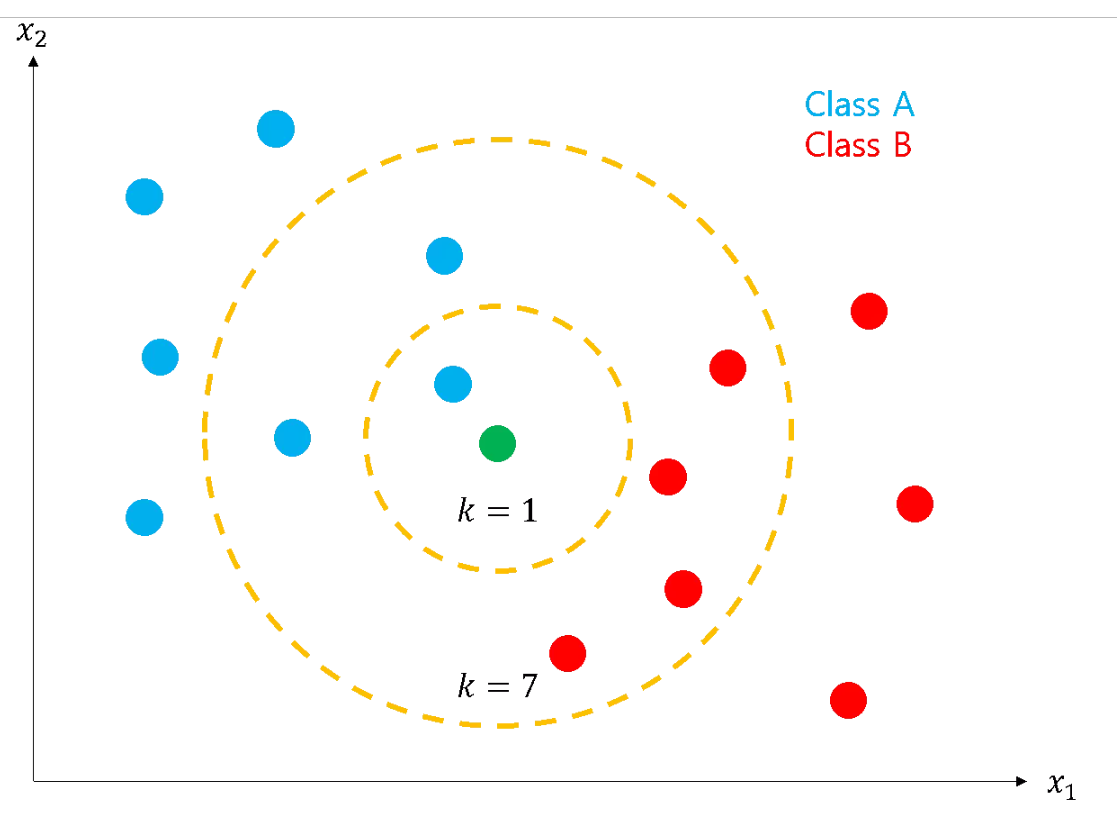 x₂
Class A
Class B
k = 1
k = 7
x₁